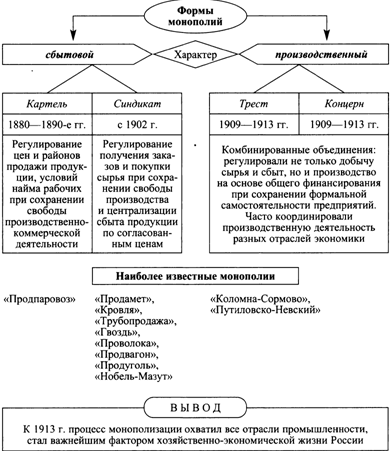 Формы
монополий
сбытовой
Характер
производственный
Картель
1880—1890-е гг.
Регулирование
цен и районов
продажи продук-
ции, условий
найма рабочих
при сохранении
свободы
производственно-
коммерческой
деятельности
Синдикат
с 1902 г.
Регулирование
получения зака-
зов и покупки
сырья при со-
хранении свободы
производства
и централизации
сбыта продукции
по согласован-
ным ценам
Трест
1909—1913 гг.
Концерн
1909—1913 гг.
Комбинированные объединения:
регулировали не только добычу
сырья и сбыт, но и производство
на основе общего финансирования
при сохранении формальной
самостоятельности предприятий.
Часто координировали
производственную деятельность
разных отраслей экономики
Наиболее известные монополии
«Продпаровоз»
«Продамет»,
«Кровля»,
«Трубопродажа»,
«Гвоздь»,
«Проволока»,
«Продвагон»,
«Продуголь»,
«Нобель-Мазут»
«Коломна-Сормово»,
«Путиловско-Невский»
ВЫВОД
К 1913 г. процесс монополизации охватил все отрасли промышленности,
стал важнейшим фактором хозяйственно-экономической жизни России